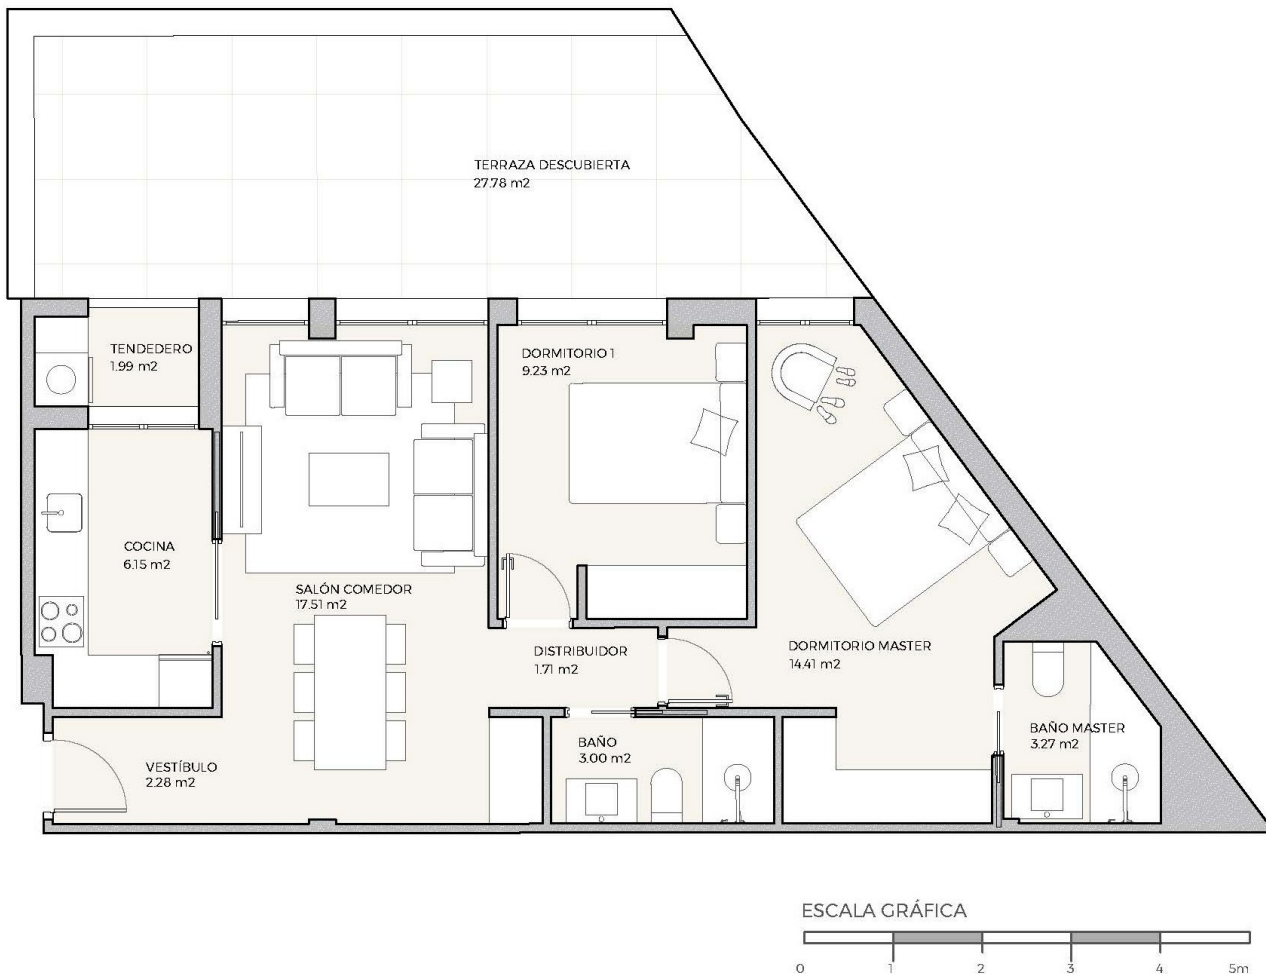 TERRAZA DESCUBIERTA
27.78 m2
TENDEDERO
1.99 m2
DORMITORIO 1
9.23 m2
COCINA
6.15 m2
SALÓN COMEDOR
17.51 m2
DISTRIBUIDOR
1.71 m2
DORMITORIO MASTER
14.41 m2
BAÑO MASTER
3.27 m2
BAÑO
3.00 m2
VESTÍBULO
2.28 m2
ESCALA GRÁFICA
0 1 2 3 4 5m